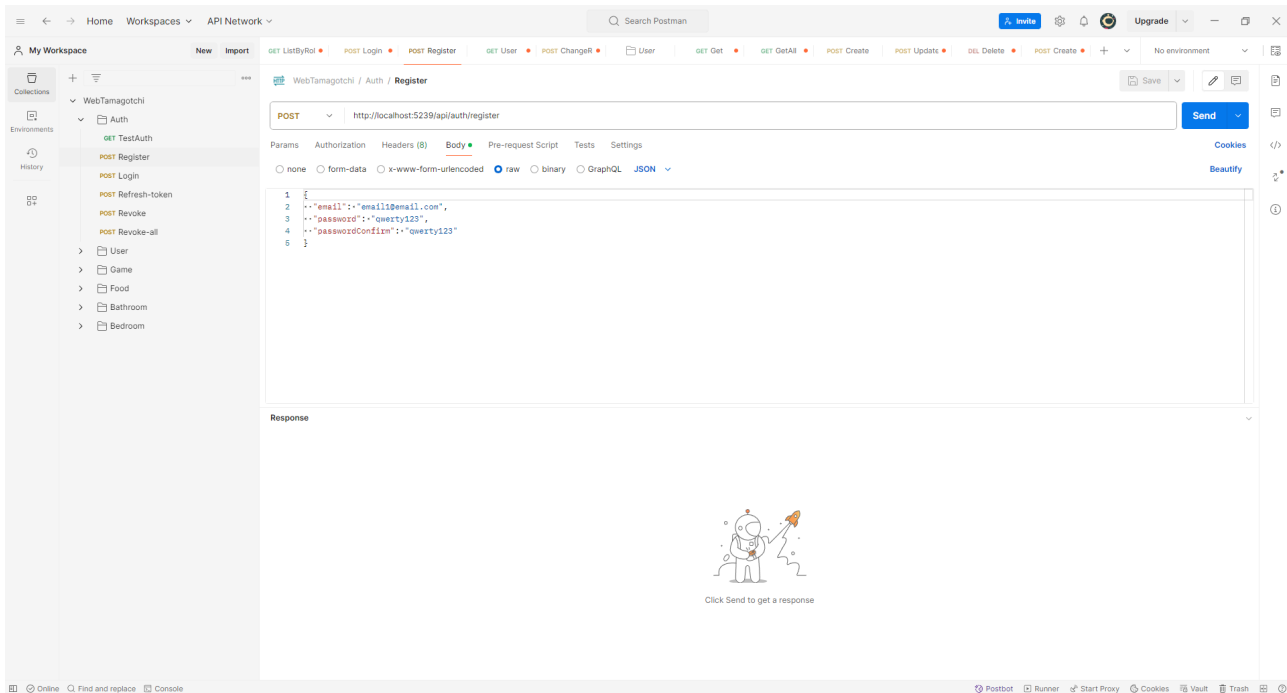 Home Workspaces API Network Search Postman Invite Upgrade
My Workspace New Import GET ListByRol POST Login POST Register GET User POST ChangeR User GET Get GET GetAll POST Create POST Update DEL Delete POST Create No environment
Collections
Environments
History
WebTamagotchi
Auth
GET TestAuth
POST Register
POST Login
POST Refresh-token
POST Revoke
POST Revoke-all
User
Game
Food
Bathroom
Bedroom
HTTP WebTamagotchi / Auth / Register Save
POST http://localhost:5239/api/auth/register Send
Params Authorization Headers (8) Body Pre-request Script Tests Settings Cookies
none form-data x-www-form-urlencoded raw binary GraphQL JSON Beautify
1 {
2 "email": "email1@email.com",
3 "password": "qwerty123",
4 "passwordConfirm": "qwerty123"
5 }
Response
Click Send to get a response
Online Find and replace Console Postbot Runner Start Proxy Cookies Vault Trash